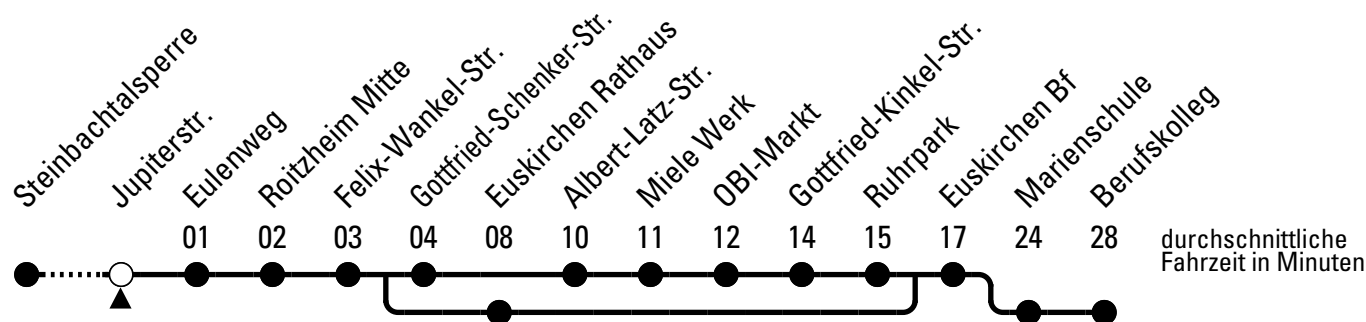 Steinbachtalsperre
Jupiterstr.
Eulenweg
Roitzheim Mitte
Felix-Wankel-Str.
Gottfried-Schenker-Str.
Euskirchen Rathaus
Albert-Latz-Str.
Miele Werk
OBI-Markt
Gottfried-Kinkel-Str.
Ruhrpark
Euskirchen Bf
Marienschule
Berufskolleg
01 02 03 04 08 10 11 12 14 15 17 24 28
durchschnittliche
Fahrzeit in Minuten